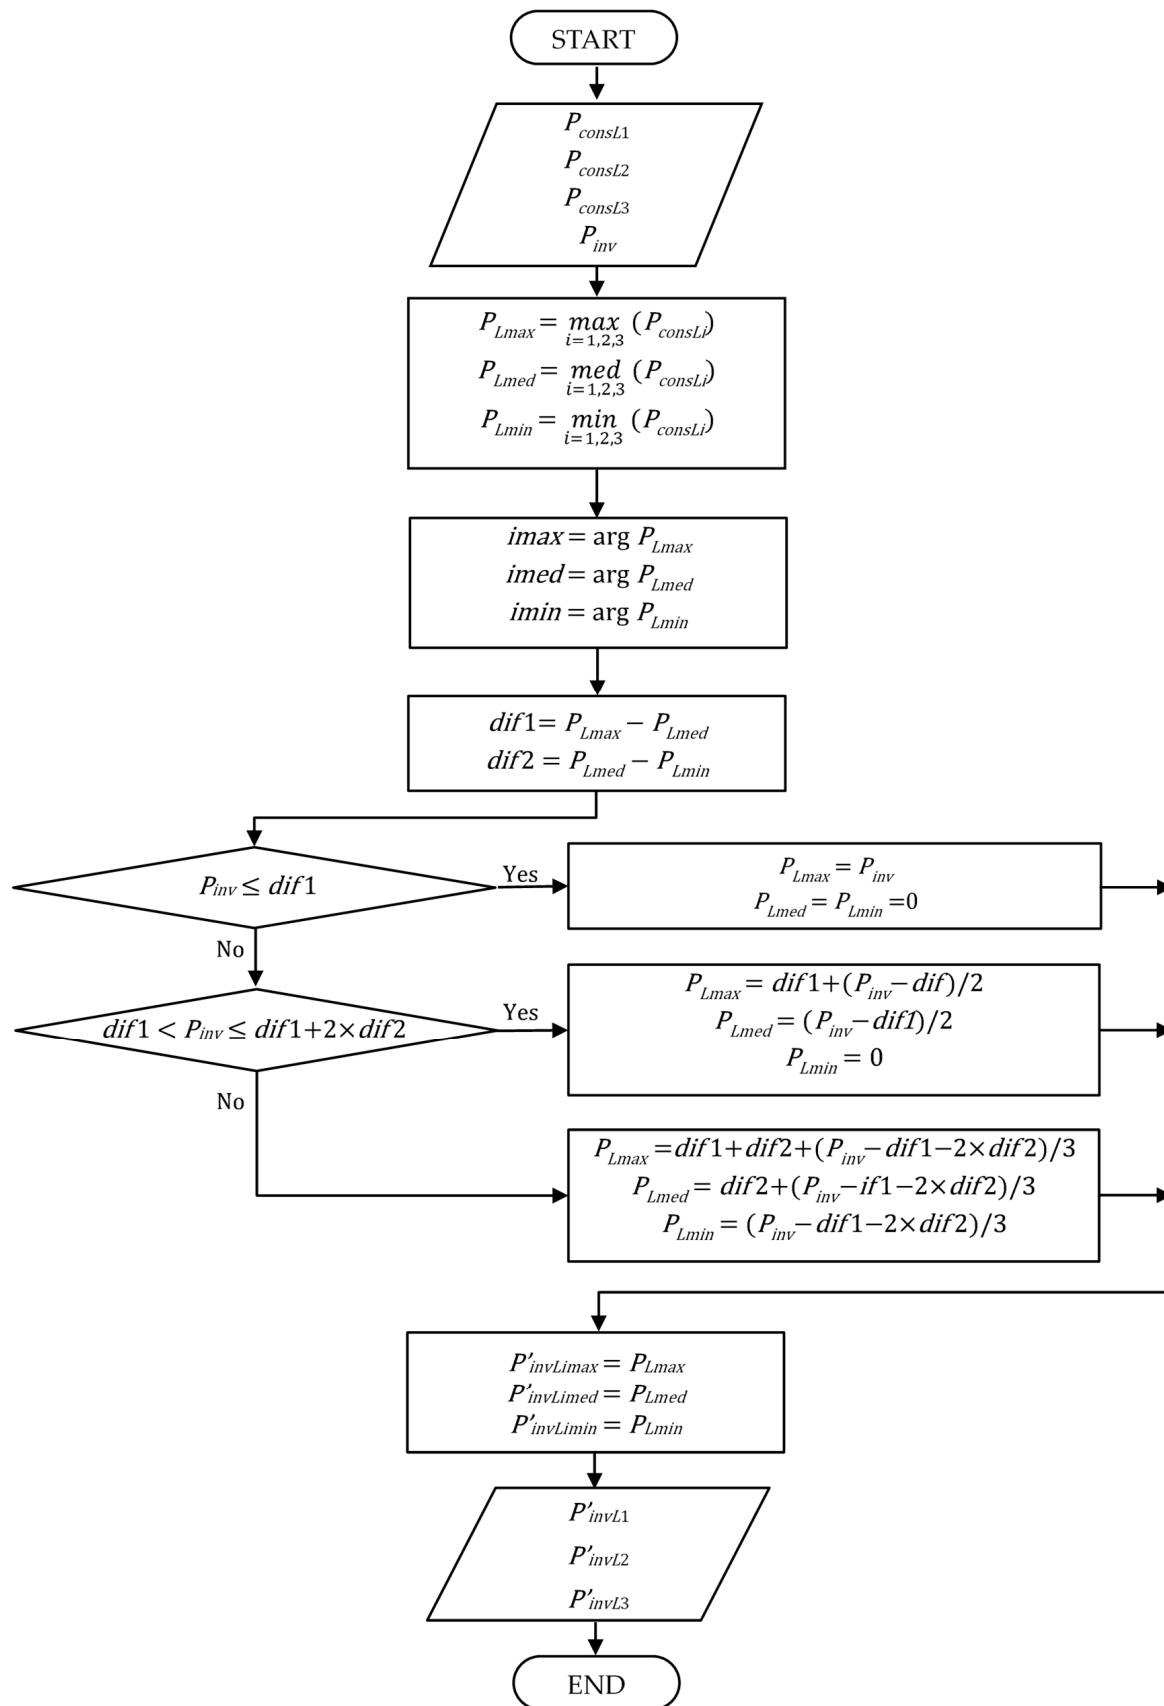 START
P_consL1
P_consL2
P_consL3
P_inv
P_Lmax = max (P_consLi)
i=1,2,3
P_Lmed = med (P_consLi)
i=1,2,3
P_Lmin = min (P_consLi)
i=1,2,3
imax = arg P_Lmax
imed = arg P_Lmed
imin = arg P_Lmin
dif1= P_Lmax − P_Lmed
dif2 = P_Lmed − P_Lmin
P_inv ≤ dif1
Yes
P_Lmax = P_inv
P_Lmed = P_Lmin =0
No
dif1 < P_inv ≤ dif1+2×dif2
Yes
P_Lmax = dif1+(P_inv−dif)/2
P_Lmed = (P_inv−dif1)/2
P_Lmin = 0
No
P_Lmax=dif1+dif2+(P_inv−dif1−2×dif2)/3
P_Lmed = dif2+(P_inv−if1−2×dif2)/3
P_Lmin = (P_inv−dif1−2×dif2)/3
P'_invLimax = P_Lmax
P'_invLimed = P_Lmed
P'_invLimin = P_Lmin
P'_invL1
P'_invL2
P'_invL3
END